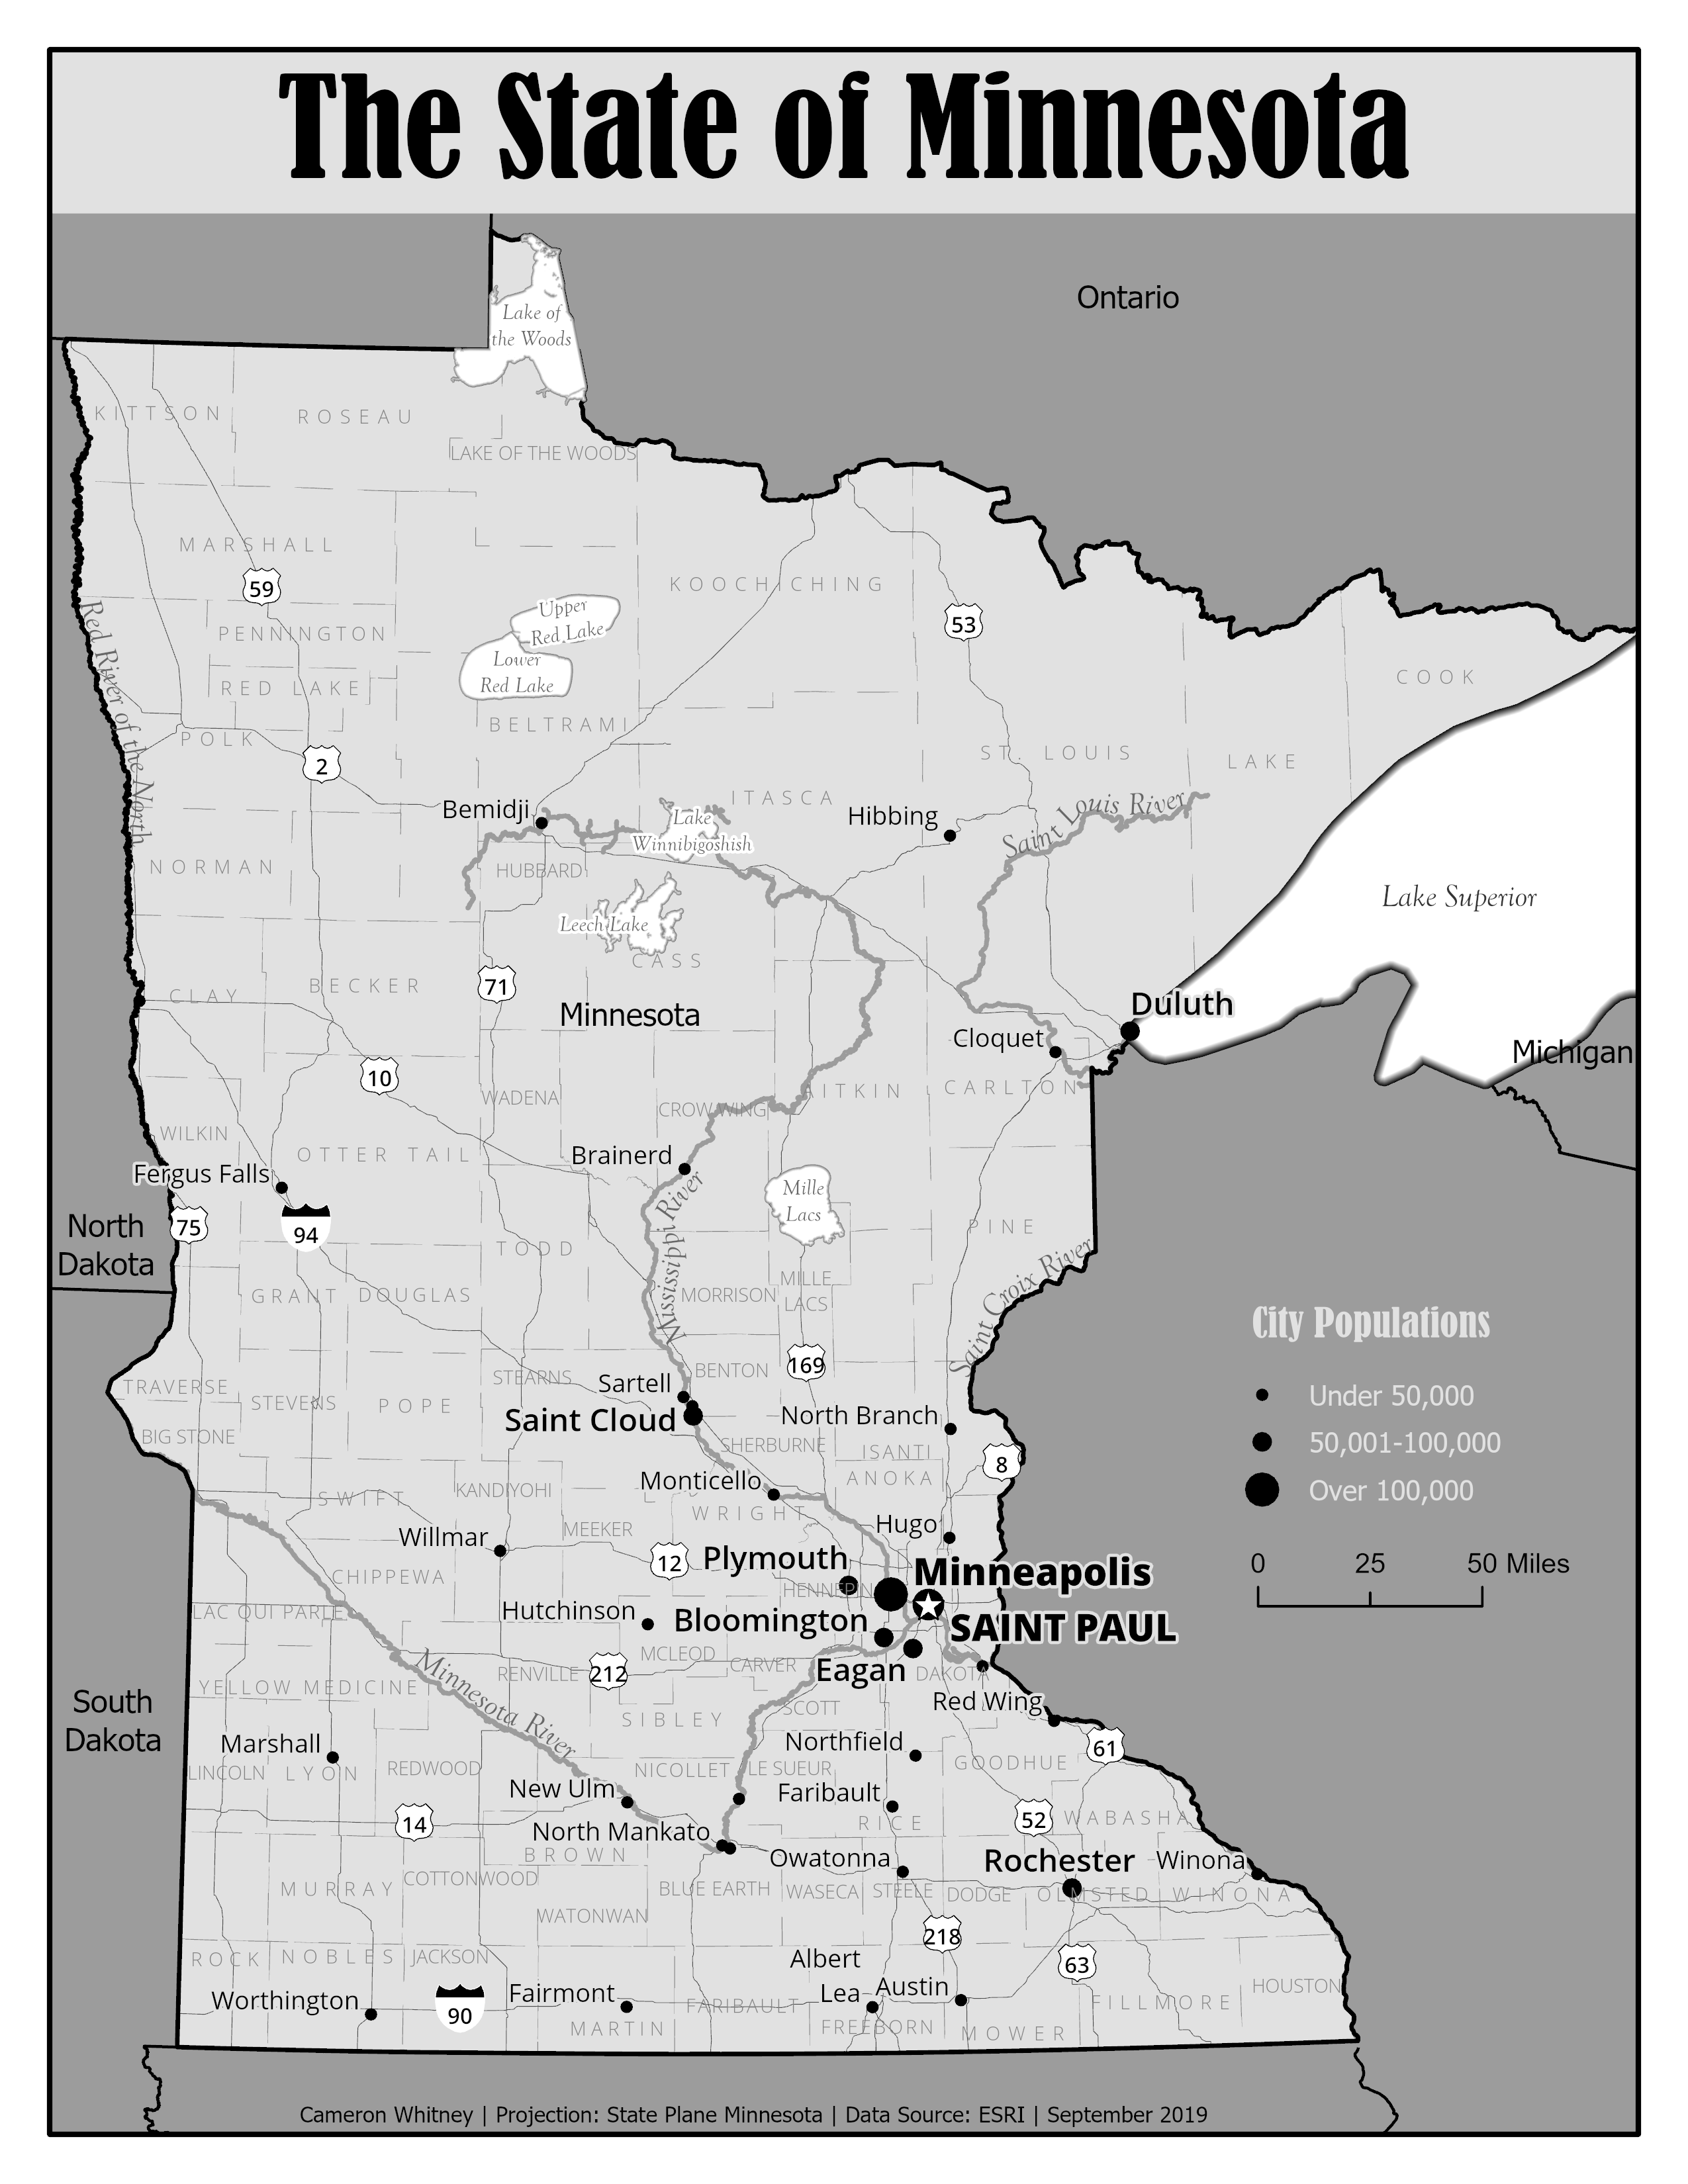 The State of Minnesota
Ontario
Lake of
the Woods
KITTSON
ROSEAU
LAKE OF THE WOODS
MARSHALL
59
KOOCHICHING
53
Upper
Red Lake
Lower
Red Lake
PENNINGTON
RED LAKE
COOK
BELTRAMI
POLK
2
ST. LOUIS
LAKE
Red River of the North
ITASCA
Bemidji
Hibbing
Saint Louis River
Lake
Winnibigoshish
NORMAN
HUBBARD
Lake Superior
Leech Lake
CASS
CLAY
BECKER
71
Minnesota
Duluth
Cloquet
Michigan
10
WADENA
CROW WING
AITKIN
CARLTON
WILKIN
OTTER TAIL
Brainerd
Fergus Falls
Mille
Lacs
North
Dakota
75
94
TODD
Mississippi River
PINE
Saint Croix River
GRANT
DOUGLAS
MORRISON
MILLE
LACS
City Populations
Under 50,000
50,001-100,000
Over 100,000
169
TRAVERSE
STEVENS
POPE
STEARNS
Sartell
BENTON
BIG STONE
Saint Cloud
North Branch
SHERBURNE
ISANTI
8
SWIFT
KANDIYOHI
Monticello
ANOKA
WRIGHT
Willmar
MEEKER
Hugo
0 25 50 Miles
CHIPPEWA
12
Plymouth
Minneapolis
HENNEPIN
LAC QUI PARLE
Hutchinson
Bloomington
SAINT PAUL
MCLEOD
CARVER
Eagan
DAKOTA
Minnesota River
RENVILLE
212
YELLOW MEDICINE
South
Dakota
SIBLEY
SCOTT
Red Wing
Marshall
Northfield
61
LINCOLN
LYON
REDWOOD
NICOLLET
LE SUEUR
GOODHUE
New Ulm
Faribault
14
RICE
52
WABASHA
North Mankato
BROWN
Owatonna
Rochester
Winona
MURRAY
COTTONWOOD
BLUE EARTH
WASECA
STEELE
DODGE
OLMSTED
WINONA
WATONWAN
218
ROCK
NOBLES
JACKSON
Albert
Lea
63
Worthington
90
Fairmont
FARIBAULT
Austin
FILLMORE
HOUSTON
MARTIN
FREEBORN
MOWER
Cameron Whitney | Projection: State Plane Minnesota | Data Source: ESRI | September 2019